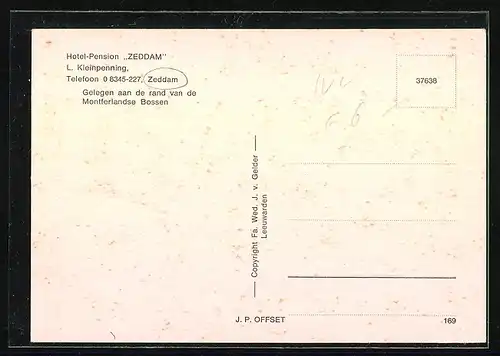 Hotel-Pension „ZEDDAM"
L. Kleinpenning,
Telefoon 0 8345-227, Zeddam
Gelegen aan de rand van de
Montferlandse Bossen
37638
Copyright Fa. Wed. J. v. Gelder
Leeuwarden
J. P. OFFSET
169